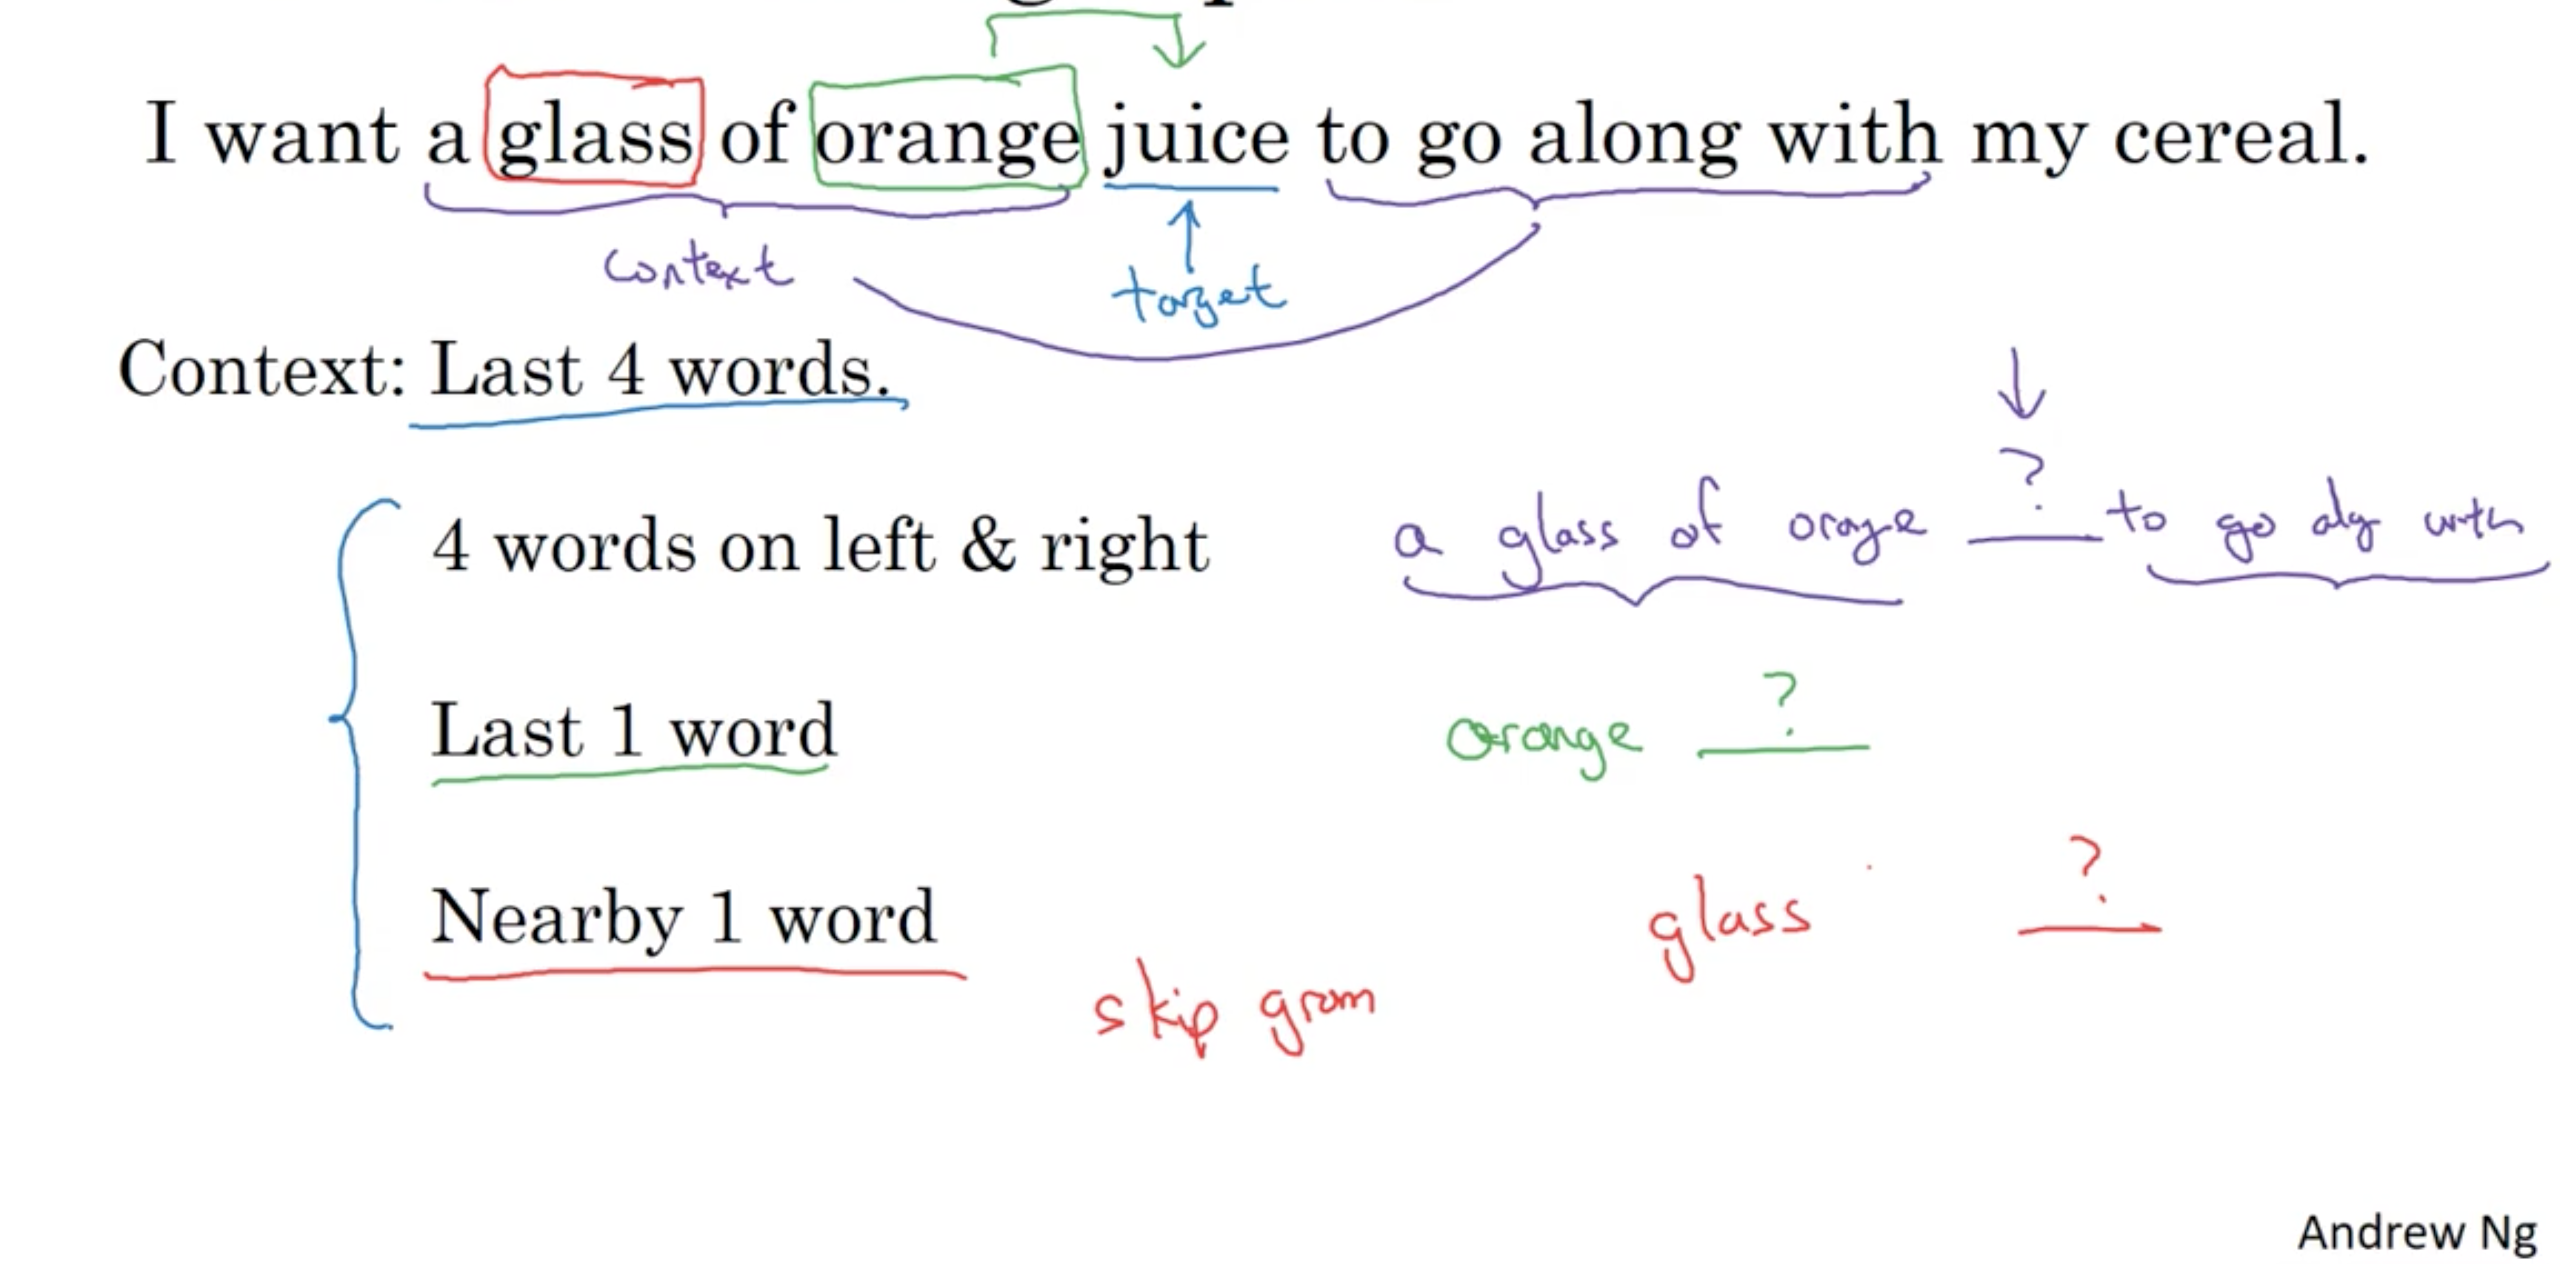 I want a glass of orange juice to go along with my cereal.
context
target
Context: Last 4 words.
?
4 words on left & right a glass of orage to go alg with
?
Last 1 word orange
?
Nearby 1 word glass
skip gram
Andrew Ng